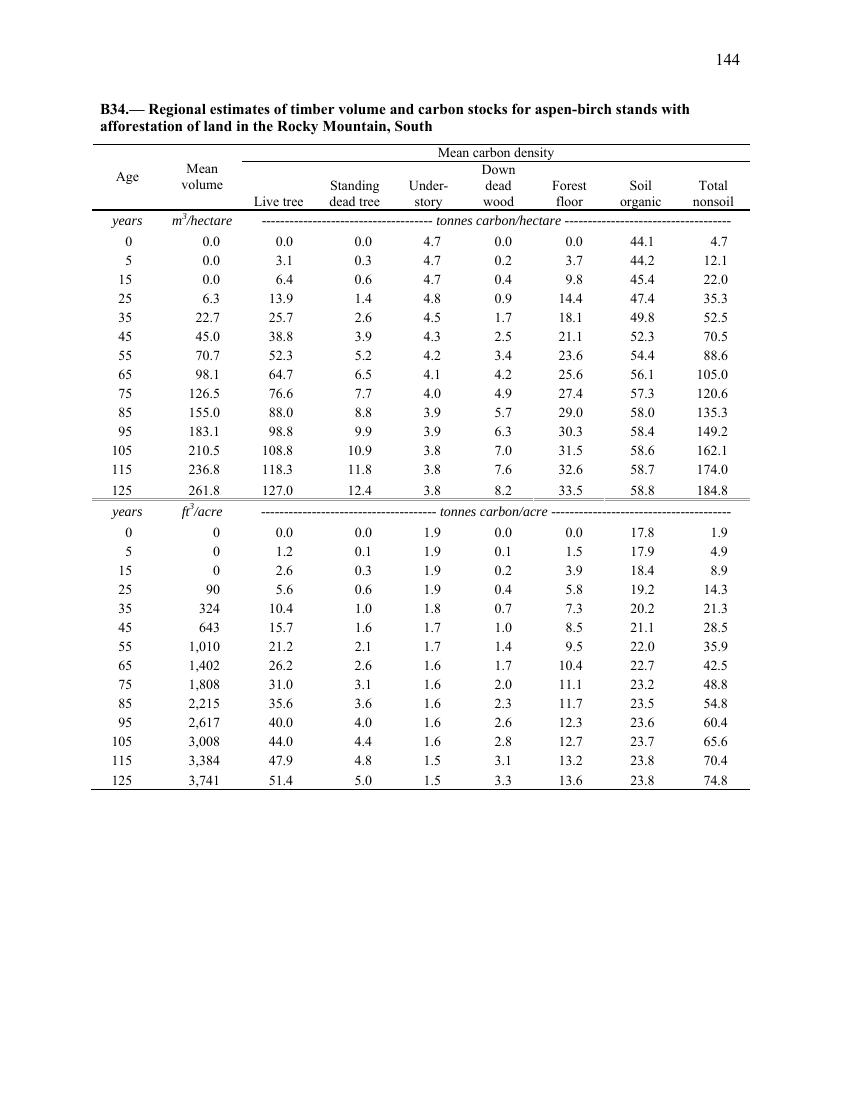 144
B34.— Regional estimates of timber volume and carbon stocks for aspen-birch stands with
afforestation of land in the Rocky Mountain, South
Age Mean volume Mean carbon density
Live tree Standing dead tree Under-story Down dead wood Forest floor Soil organic Total nonsoil
years m³/hectare ------------------------------------- tonnes carbon/hectare ------------------------------------
0 0.0 0.0 0.0 4.7 0.0 0.0 44.1 4.7
5 0.0 3.1 0.3 4.7 0.2 3.7 44.2 12.1
15 0.0 6.4 0.6 4.7 0.4 9.8 45.4 22.0
25 6.3 13.9 1.4 4.8 0.9 14.4 47.4 35.3
35 22.7 25.7 2.6 4.5 1.7 18.1 49.8 52.5
45 45.0 38.8 3.9 4.3 2.5 21.1 52.3 70.5
55 70.7 52.3 5.2 4.2 3.4 23.6 54.4 88.6
65 98.1 64.7 6.5 4.1 4.2 25.6 56.1 105.0
75 126.5 76.6 7.7 4.0 4.9 27.4 57.3 120.6
85 155.0 88.0 8.8 3.9 5.7 29.0 58.0 135.3
95 183.1 98.8 9.9 3.9 6.3 30.3 58.4 149.2
105 210.5 108.8 10.9 3.8 7.0 31.5 58.6 162.1
115 236.8 118.3 11.8 3.8 7.6 32.6 58.7 174.0
125 261.8 127.0 12.4 3.8 8.2 33.5 58.8 184.8
years ft³/acre -------------------------------------- tonnes carbon/acre ---------------------------------------
0 0 0.0 0.0 1.9 0.0 0.0 17.8 1.9
5 0 1.2 0.1 1.9 0.1 1.5 17.9 4.9
15 0 2.6 0.3 1.9 0.2 3.9 18.4 8.9
25 90 5.6 0.6 1.9 0.4 5.8 19.2 14.3
35 324 10.4 1.0 1.8 0.7 7.3 20.2 21.3
45 643 15.7 1.6 1.7 1.0 8.5 21.1 28.5
55 1,010 21.2 2.1 1.7 1.4 9.5 22.0 35.9
65 1,402 26.2 2.6 1.6 1.7 10.4 22.7 42.5
75 1,808 31.0 3.1 1.6 2.0 11.1 23.2 48.8
85 2,215 35.6 3.6 1.6 2.3 11.7 23.5 54.8
95 2,617 40.0 4.0 1.6 2.6 12.3 23.6 60.4
105 3,008 44.0 4.4 1.6 2.8 12.7 23.7 65.6
115 3,384 47.9 4.8 1.5 3.1 13.2 23.8 70.4
125 3,741 51.4 5.0 1.5 3.3 13.6 23.8 74.8